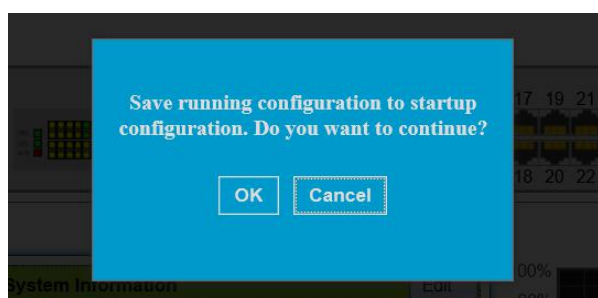 Save running configuration to startup
configuration. Do you want to continue?
OK Cancel
17 19 21
18 20 22
System Information Edit
00%